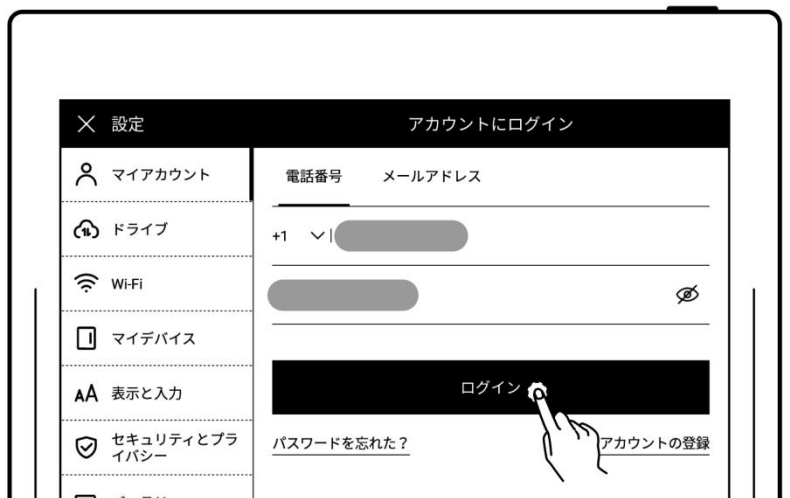 設定
アカウントにログイン
マイアカウント
ドライブ
Wi-Fi
マイデバイス
AA 表示と入力
セキュリティとプラ
イバシー
電話番号 メールアドレス
+1
ログイン
パスワードを忘れた？
アカウントの登録